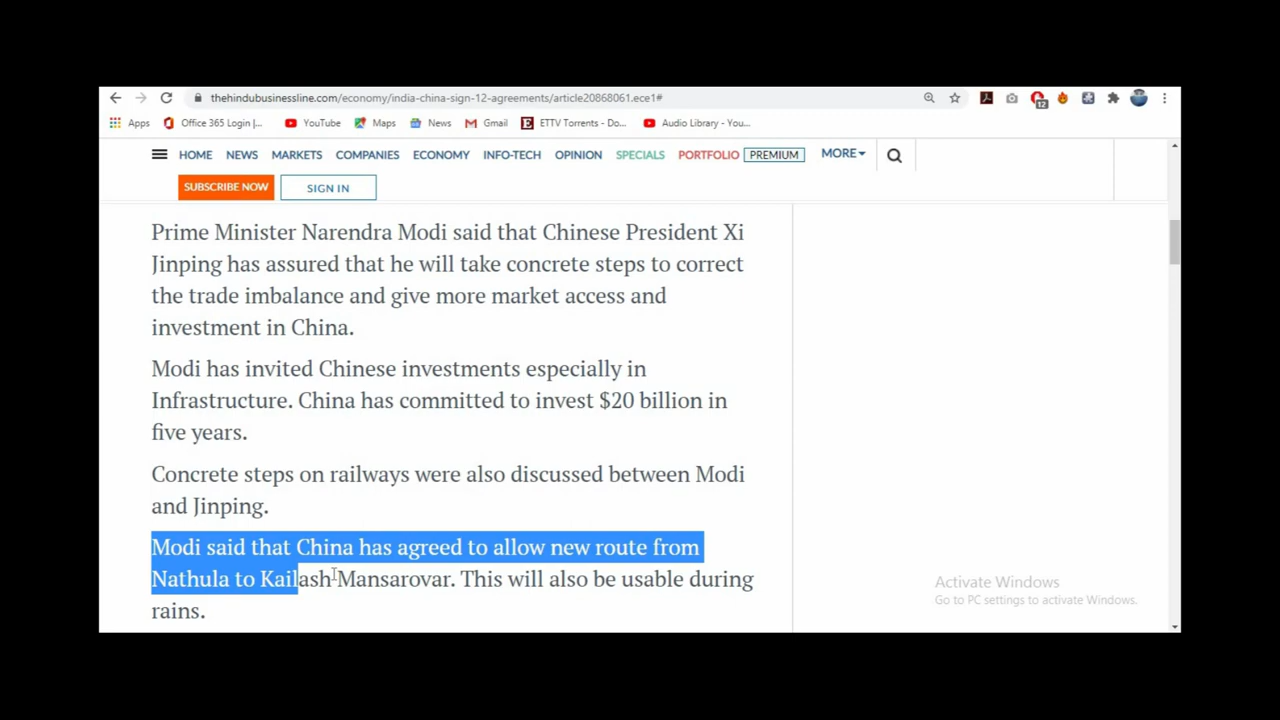 thehindubusinessline.com/economy/india-china-sign-12-agreements/article20868061.ece1#
12
Apps Office 365 Login |... YouTube Maps News Gmail ETTV Torrents - Do... Audio Library - You...
HOME NEWS MARKETS COMPANIES ECONOMY INFO-TECH OPINION SPECIALS PORTFOLIO PREMIUM MORE
SUBSCRIBE NOW SIGN IN
Prime Minister Narendra Modi said that Chinese President Xi
Jinping has assured that he will take concrete steps to correct
the trade imbalance and give more market access and
investment in China.
Modi has invited Chinese investments especially in
Infrastructure. China has committed to invest $20 billion in
five years.
Concrete steps on railways were also discussed between Modi
and Jinping.
Modi said that China has agreed to allow new route from
Nathula to Kailash Mansarovar. This will also be usable during
rains.
Activate Windows
Go to PC settings to activate Windows.